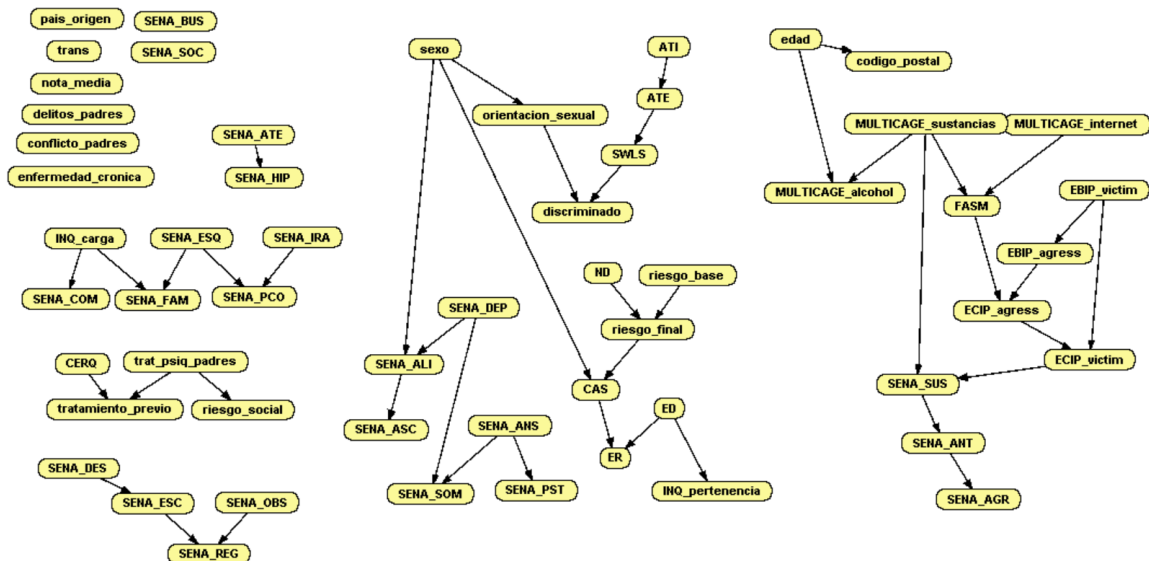 pais_origen
SENA_BUS
trans
SENA_SOC
nota_media
delitos_padres
conflicto_padres
enfermedad_cronica
SENA_ATE
SENA_HIP
INQ_carga
SENA_ESQ
SENA_IRA
SENA_COM
SENA_FAM
SENA_PCO
CERQ
trat_psiq_padres
tratamiento_previo
riesgo_social
SENA_DES
SENA_ESC
SENA_OBS
SENA_REG
sexo
ATI
ATE
orientacion_sexual
SWLS
discriminado
ND
riesgo_base
SENA_DEP
riesgo_final
SENA_ALI
CAS
SENA_ASC
SENA_ANS
ED
ER
SENA_SOM
SENA_PST
INQ_pertenencia
edad
codigo_postal
MULTICAGE_sustancias
MULTICAGE_internet
MULTICAGE_alcohol
FASM
EBIP_victim
EBIP_agress
ECIP_agress
ECIP_victim
SENA_SUS
SENA_ANT
SENA_AGR